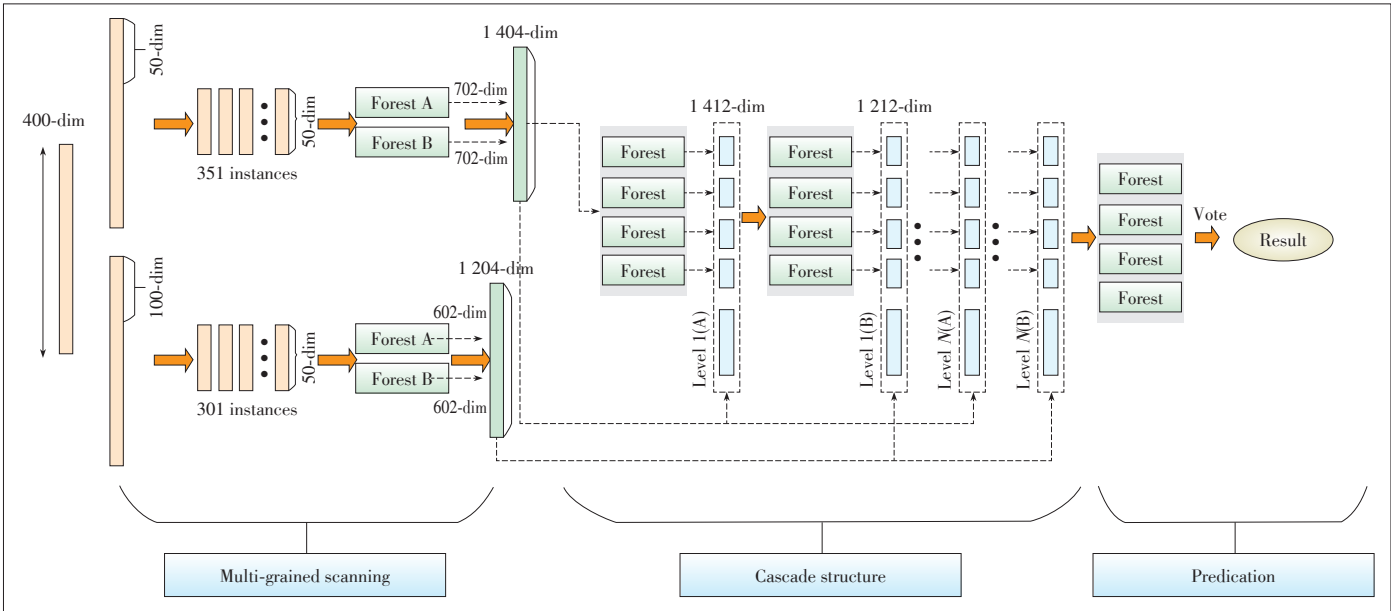 400-dim
50-dim
351 instances
50-dim
Forest A
Forest B
702-dim
702-dim
1 404-dim
100-dim
301 instances
50-dim
Forest A
Forest B
602-dim
602-dim
1 204-dim
Forest
Forest
Forest
Forest
1 412-dim
Level 1(A)
Forest
Forest
Forest
Forest
1 212-dim
Level 1(B)
Level N(A)
Level N(B)
Forest
Forest
Forest
Forest
Vote
Result
Multi-grained scanning
Cascade structure
Predication